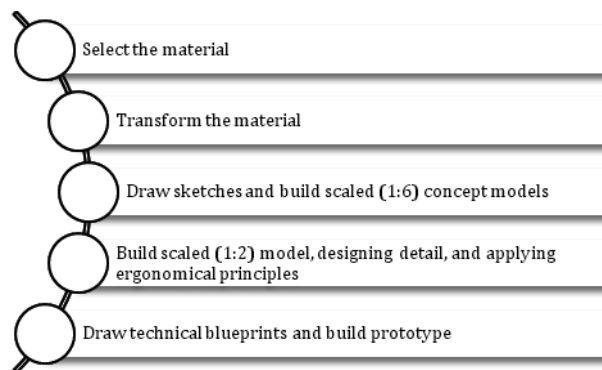 Select the material
Transform the material
Draw sketches and build scaled (1:6) concept models
Build scaled (1:2) model, designing detail, and applying
ergonomical principles
Draw technical blueprints and build prototype